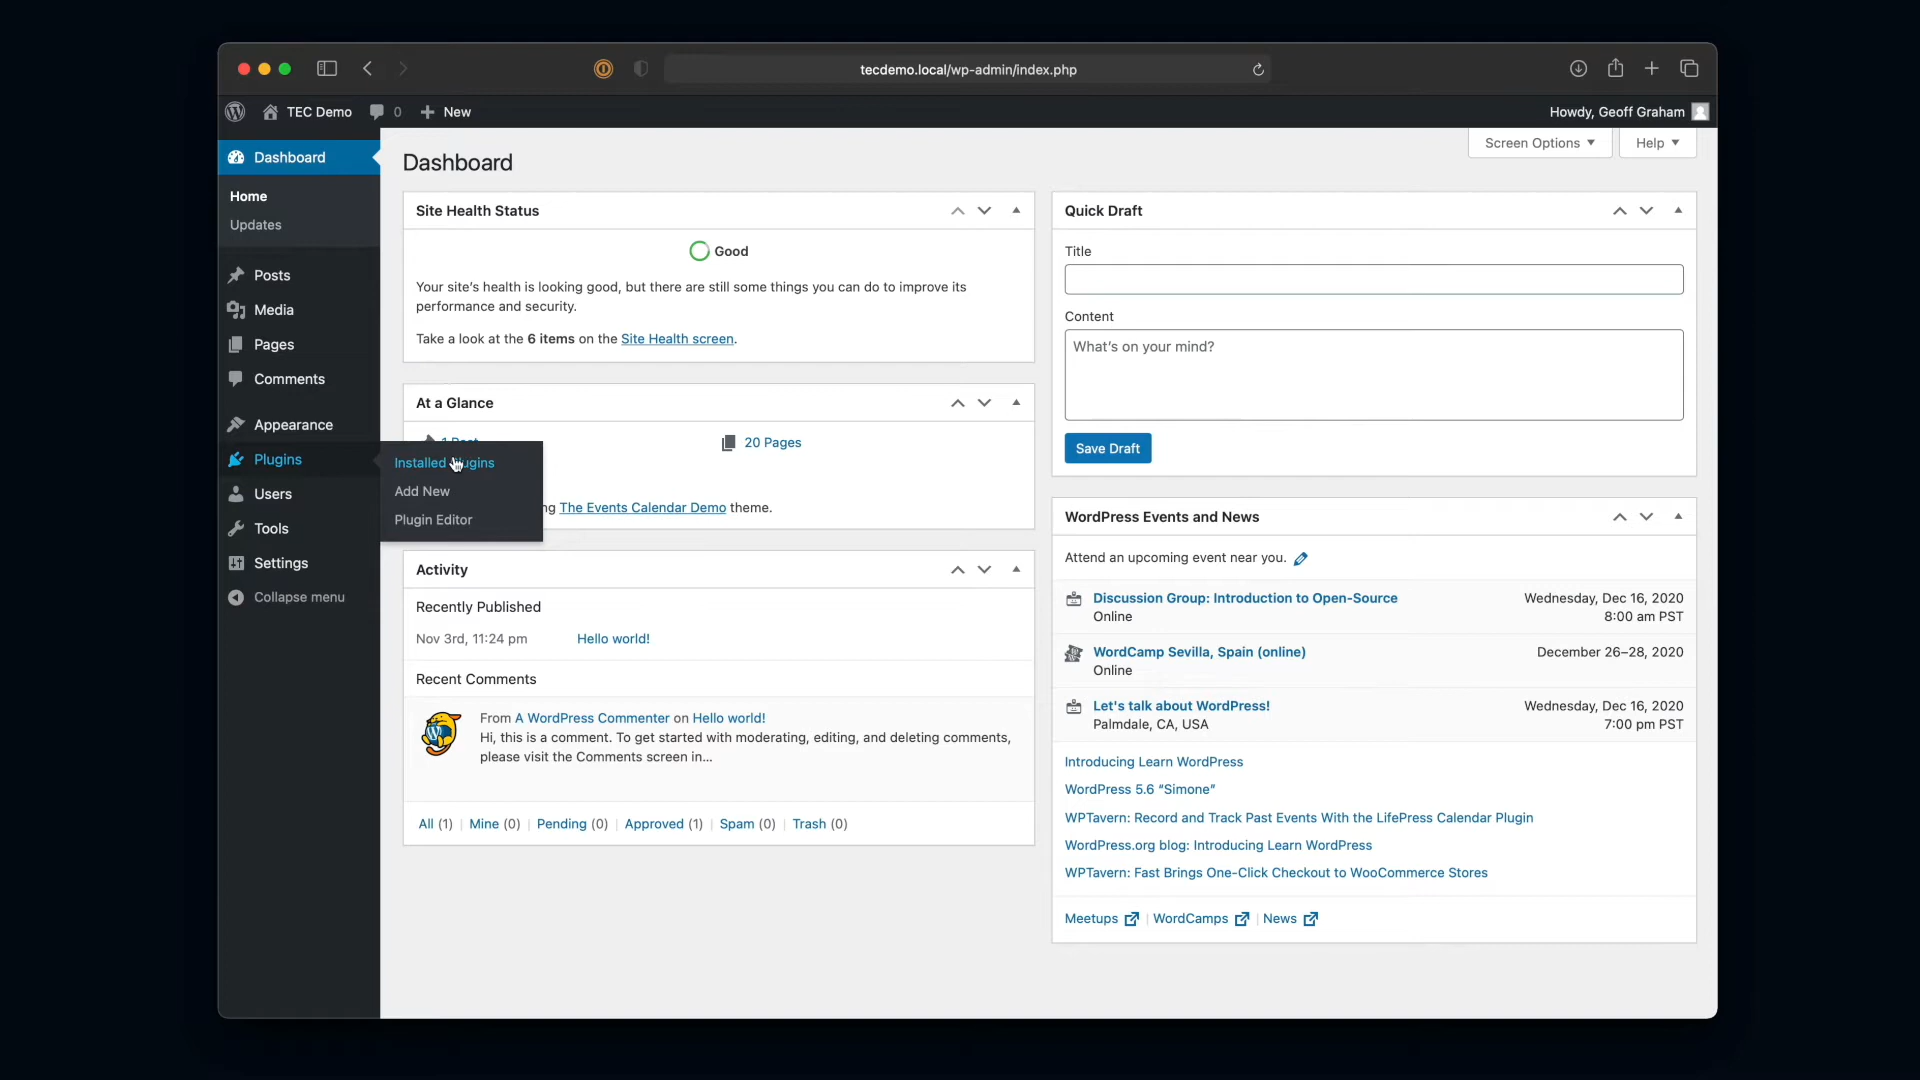 tecdemo.local/wp-admin/index.php
TEC Demo 0 New
Howdy, Geoff Graham
Dashboard
Home
Updates
Posts
Media
Pages
Comments
Appearance
Plugins
Users
Tools
Settings
Collapse menu
Installed Plugins
Add New
Plugin Editor
Screen Options
Help
Dashboard
Site Health Status
Good
Your site's health is looking good, but there are still some things you can do to improve its
performance and security.
Take a look at the 6 items on the Site Health screen.
At a Glance
1 Post
20 Pages
The Events Calendar Demo theme.
Activity
Recently Published
Nov 3rd, 11:24 pm Hello world!
Recent Comments
From A WordPress Commenter on Hello world!
Hi, this is a comment. To get started with moderating, editing, and deleting comments,
please visit the Comments screen in...
All (1) | Mine (0) | Pending (0) | Approved (1) | Spam (0) | Trash (0)
Quick Draft
Title
Content
What's on your mind?
Save Draft
WordPress Events and News
Attend an upcoming event near you.
Discussion Group: Introduction to Open-Source
Online
Wednesday, Dec 16, 2020
8:00 am PST
WordCamp Sevilla, Spain (online)
Online
December 26–28, 2020
Let's talk about WordPress!
Palmdale, CA, USA
Wednesday, Dec 16, 2020
7:00 pm PST
Introducing Learn WordPress
WordPress 5.6 “Simone”
WPTavern: Record and Track Past Events With the LifePress Calendar Plugin
WordPress.org blog: Introducing Learn WordPress
WPTavern: Fast Brings One-Click Checkout to WooCommerce Stores
Meetups | WordCamps | News